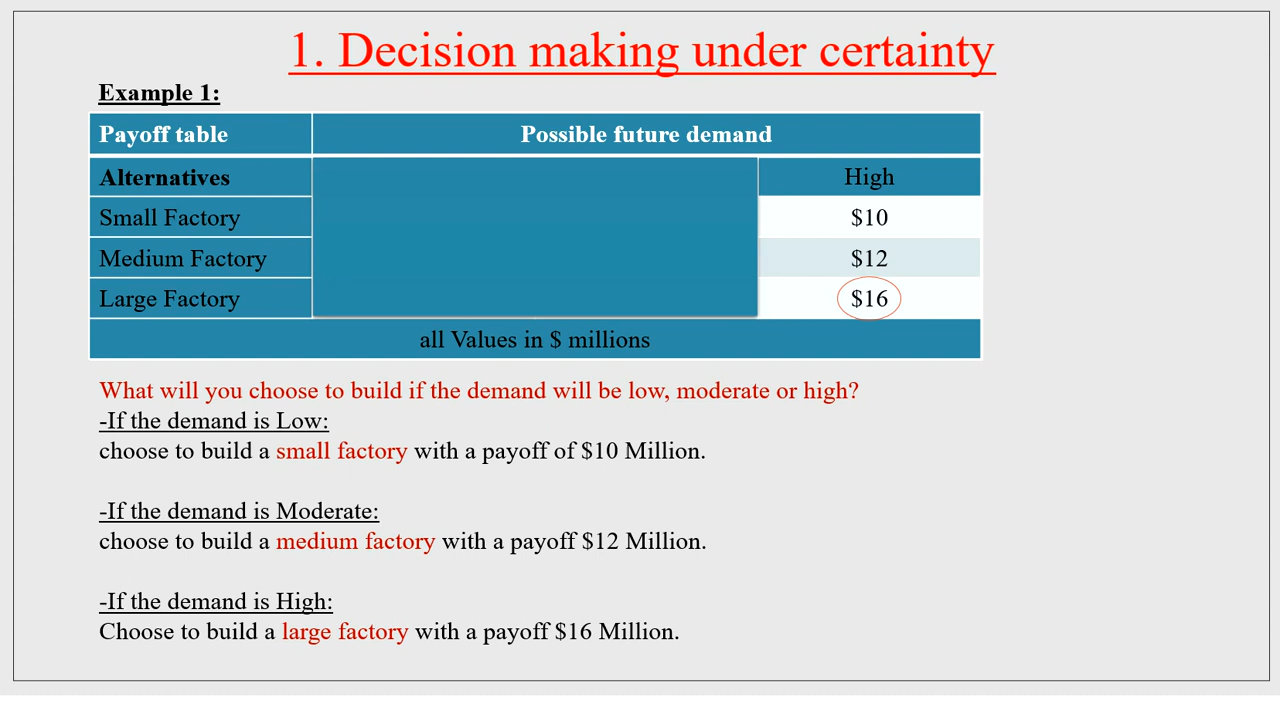 1. Decision making under certainty
Example 1:
Payoff table Possible future demand
Alternatives High
Small Factory $10
Medium Factory $12
Large Factory $16
all Values in $ millions
What will you choose to build if the demand will be low, moderate or high?
-If the demand is Low:
choose to build a small factory with a payoff of $10 Million.
-If the demand is Moderate:
choose to build a medium factory with a payoff $12 Million.
-If the demand is High:
Choose to build a large factory with a payoff $16 Million.